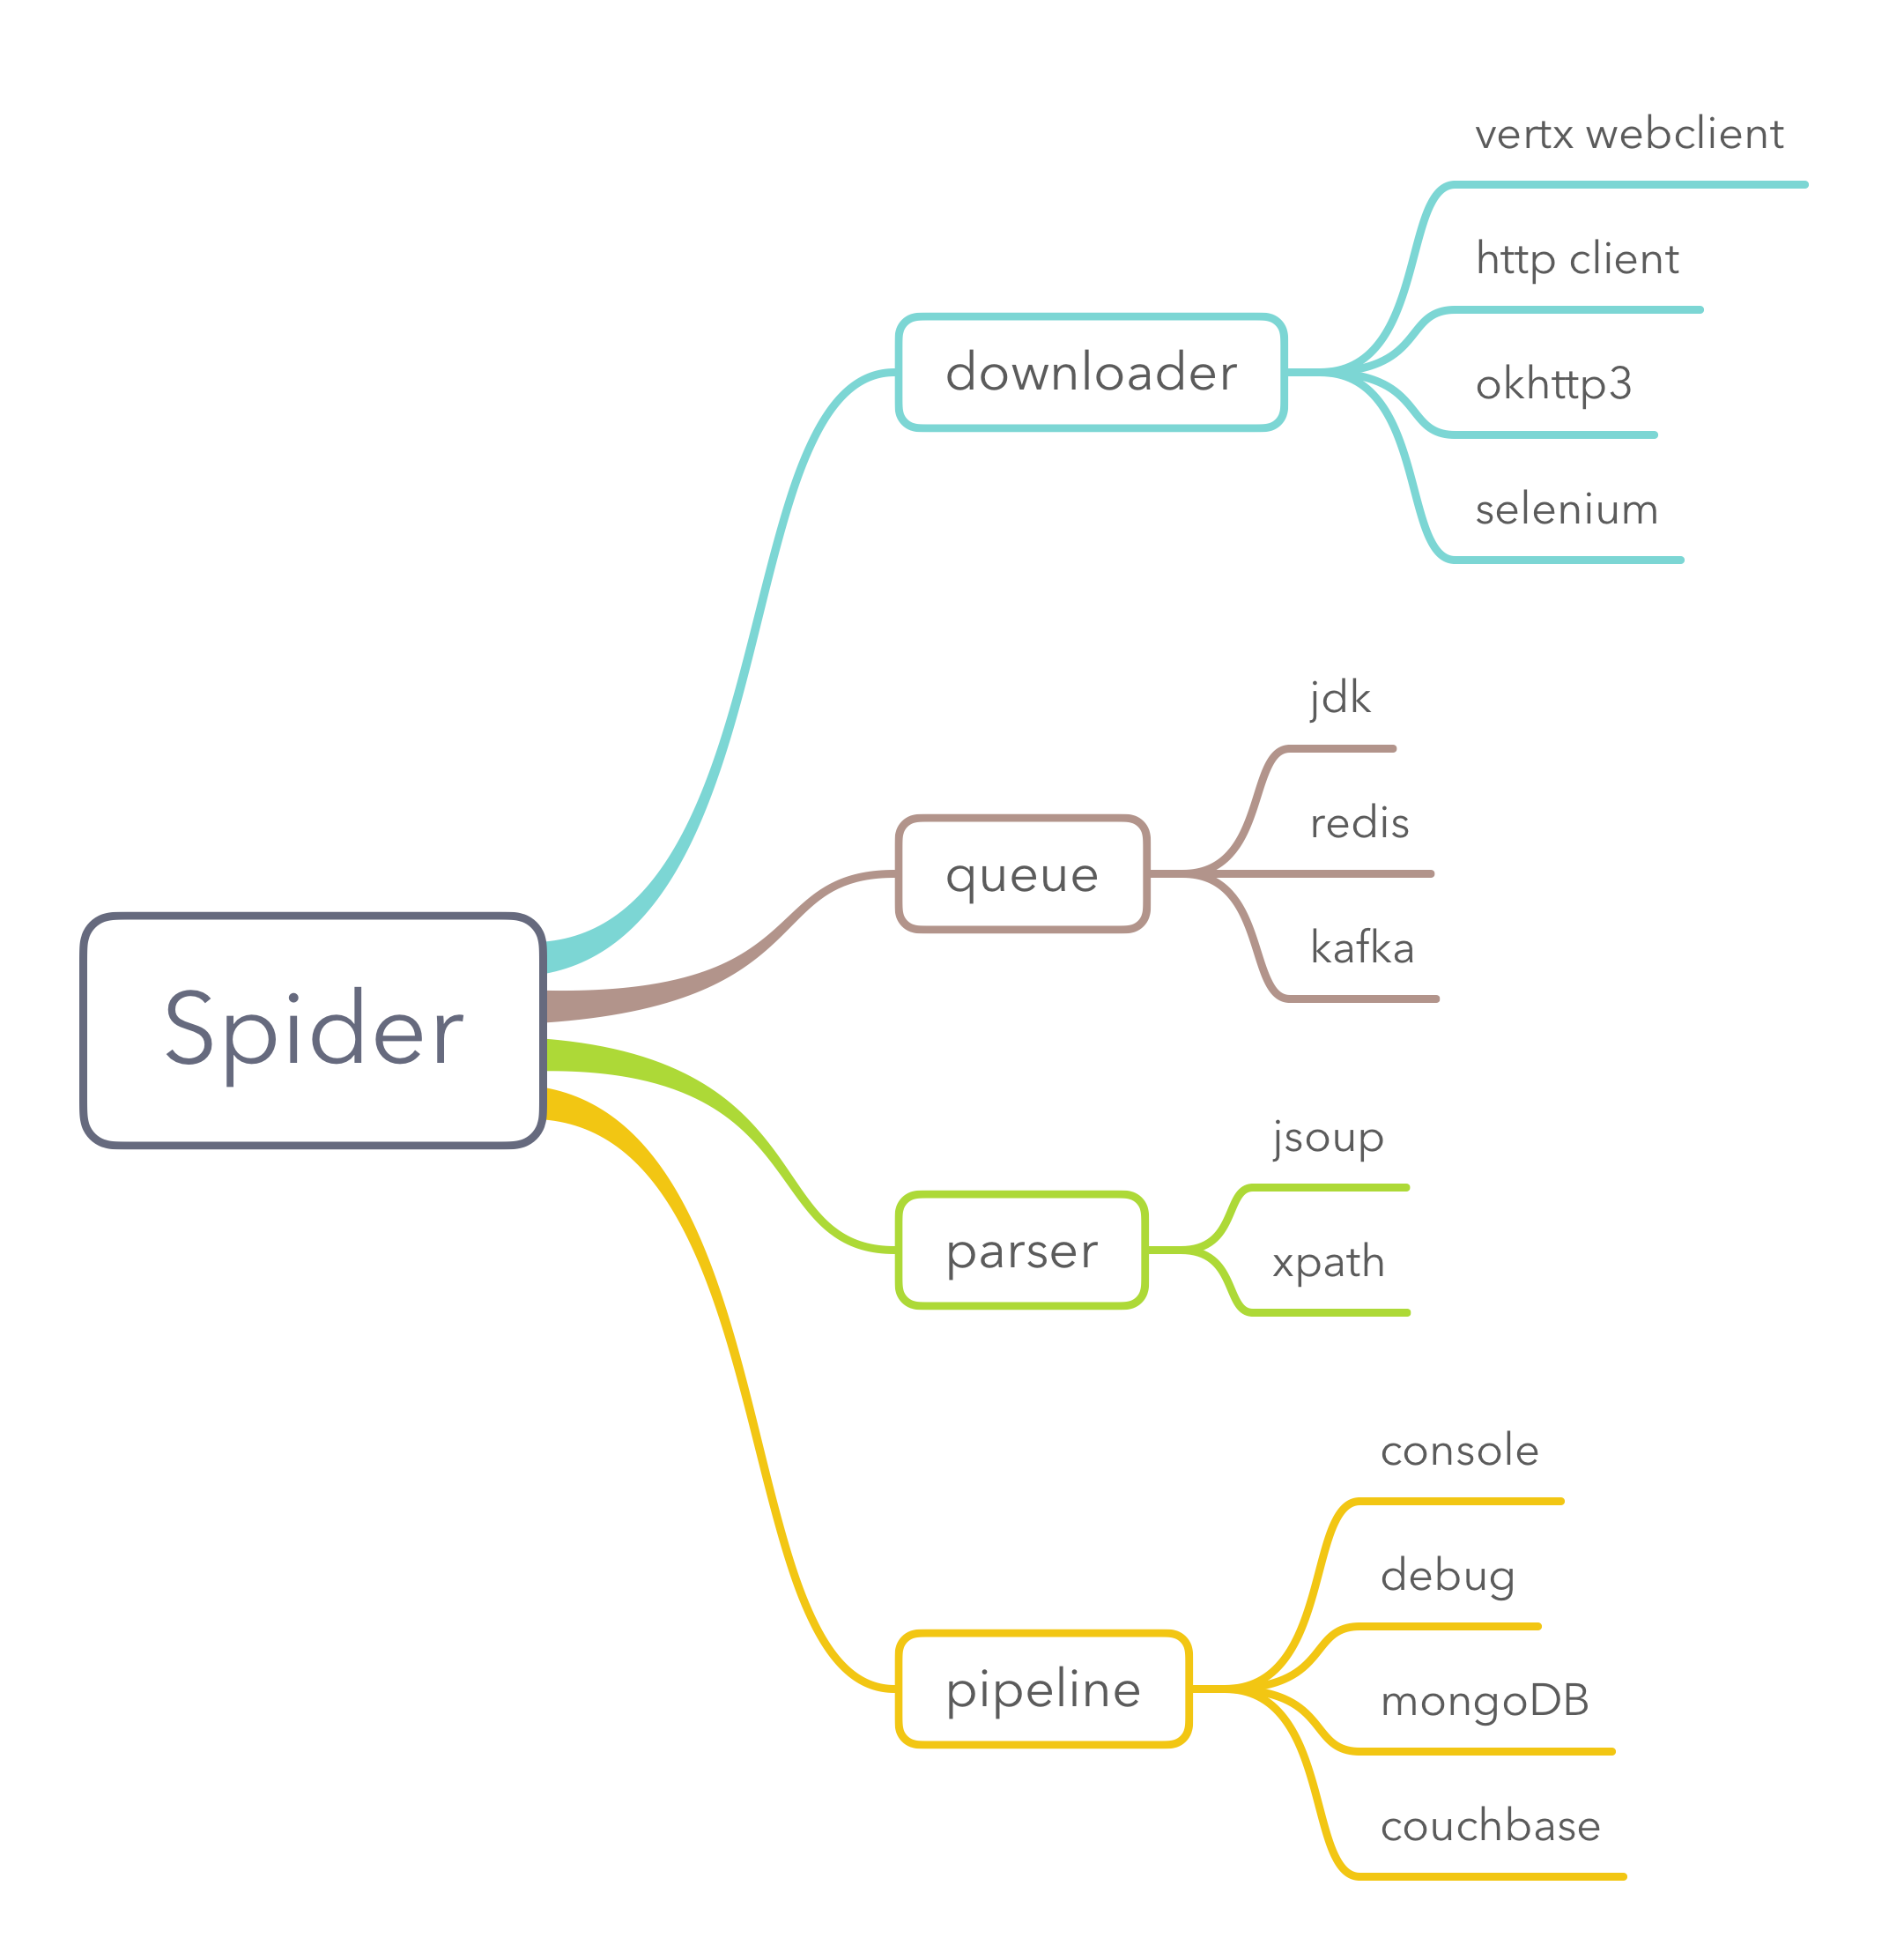 Spider
downloader
vertx webclient
http client
okhttp3
selenium
queue
jdk
redis
kafka
parser
jsoup
xpath
pipeline
console
debug
mongoDB
couchbase